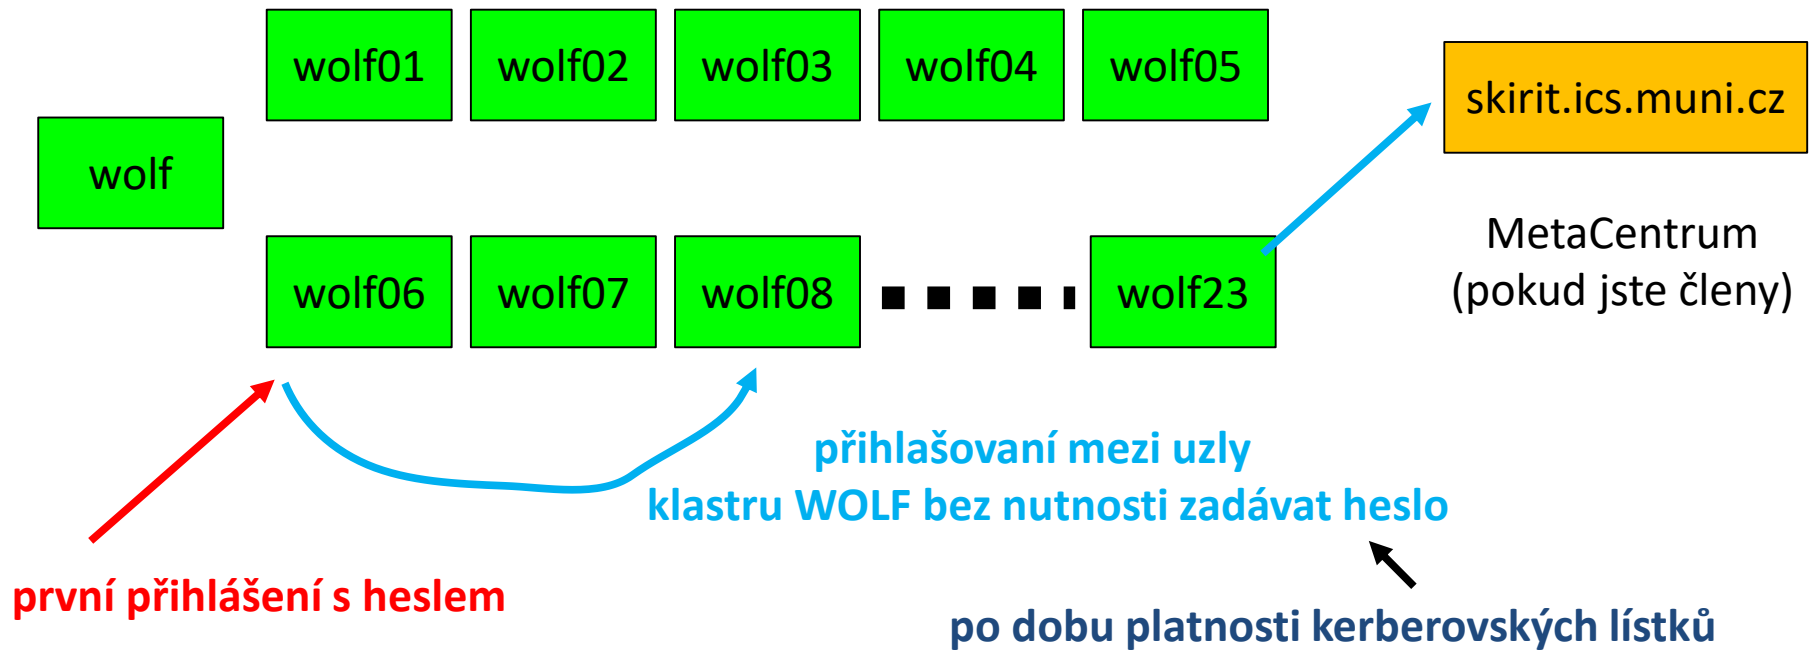 wolf01
wolf02
wolf03
wolf04
wolf05
skirit.ics.muni.cz
wolf
MetaCentrum
(pokud jste členy)
wolf06
wolf07
wolf08
wolf23
přihlašovaní mezi uzly
klastru WOLF bez nutnosti zadávat heslo
první přihlášení s heslem
po dobu platnosti kerberovských lístků